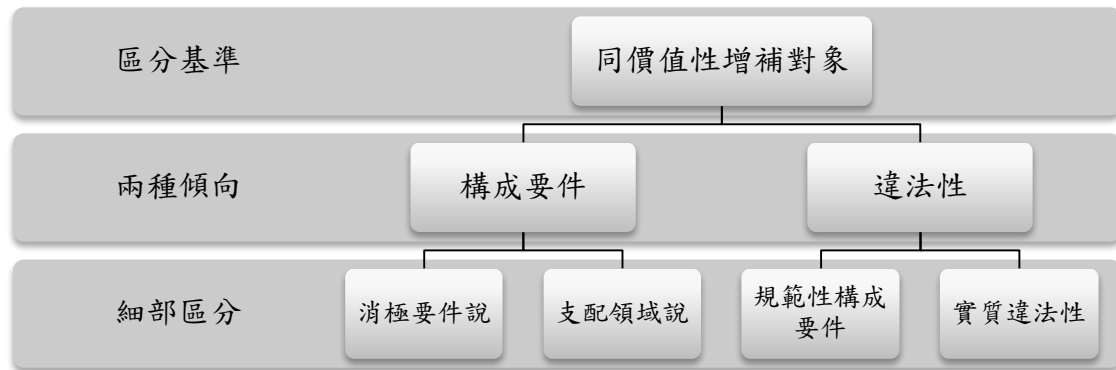 區分基準
同價值性增補對象
兩種傾向
構成要件
違法性
細部區分
消極要件說
支配領域說
規範性構成
要件
實質違法性